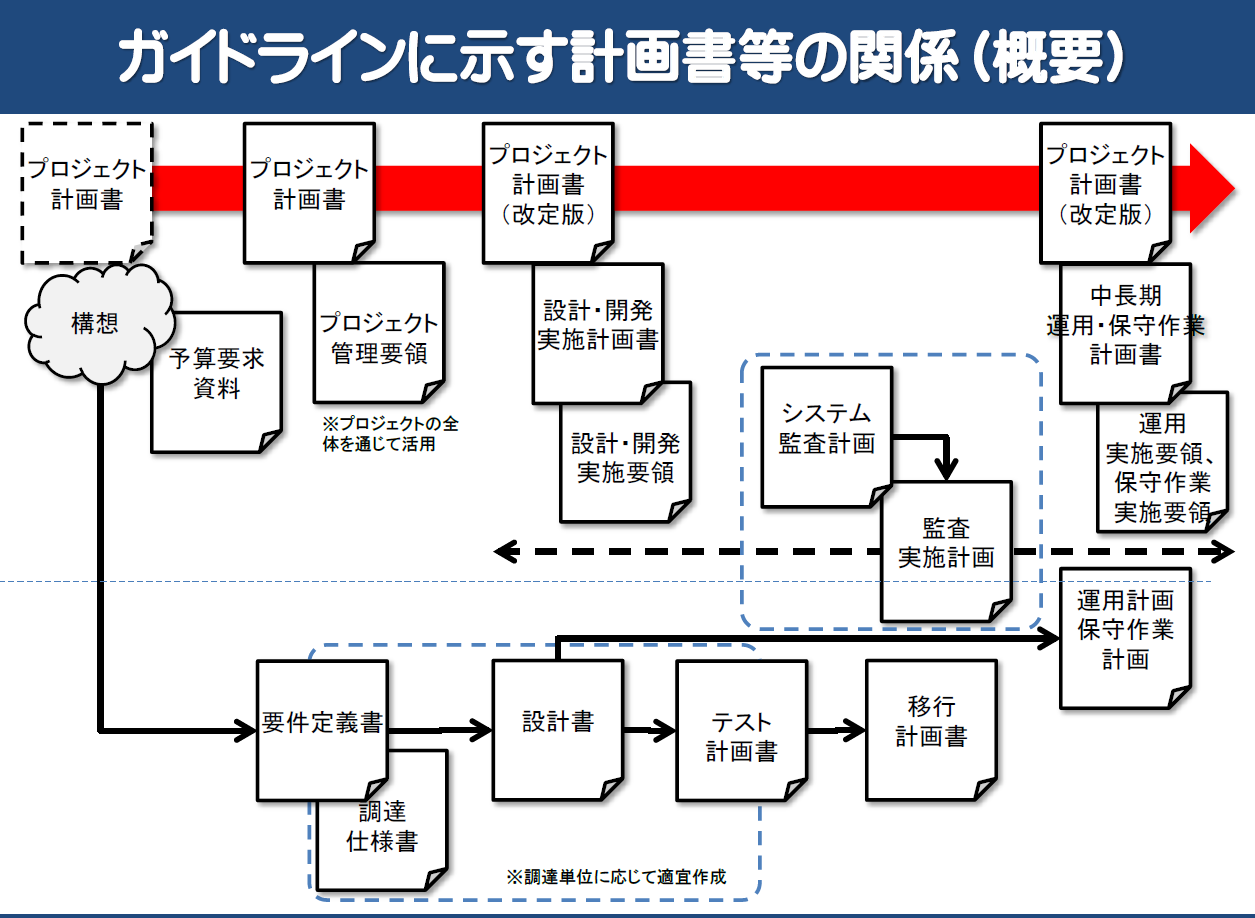 ガイドラインに示す計画書等の関係（概要）
プロジェクト
計画書
プロジェクト
計画書
プロジェクト
計画書
（改定版）
プロジェクト
計画書
（改定版）
構想
予算要求
資料
プロジェクト
管理要領
※プロジェクトの全
体を通じて活用
設計・開発
実施計画書
設計・開発
実施要領
システム
監査計画
監査
実施計画
中長期
運用・保守作業
計画書
運用
実施要領、
保守作業
実施要領
運用計画
保守作業
計画
要件定義書
調達
仕様書
設計書
テスト
計画書
移行
計画書
※調達単位に応じて適宜作成